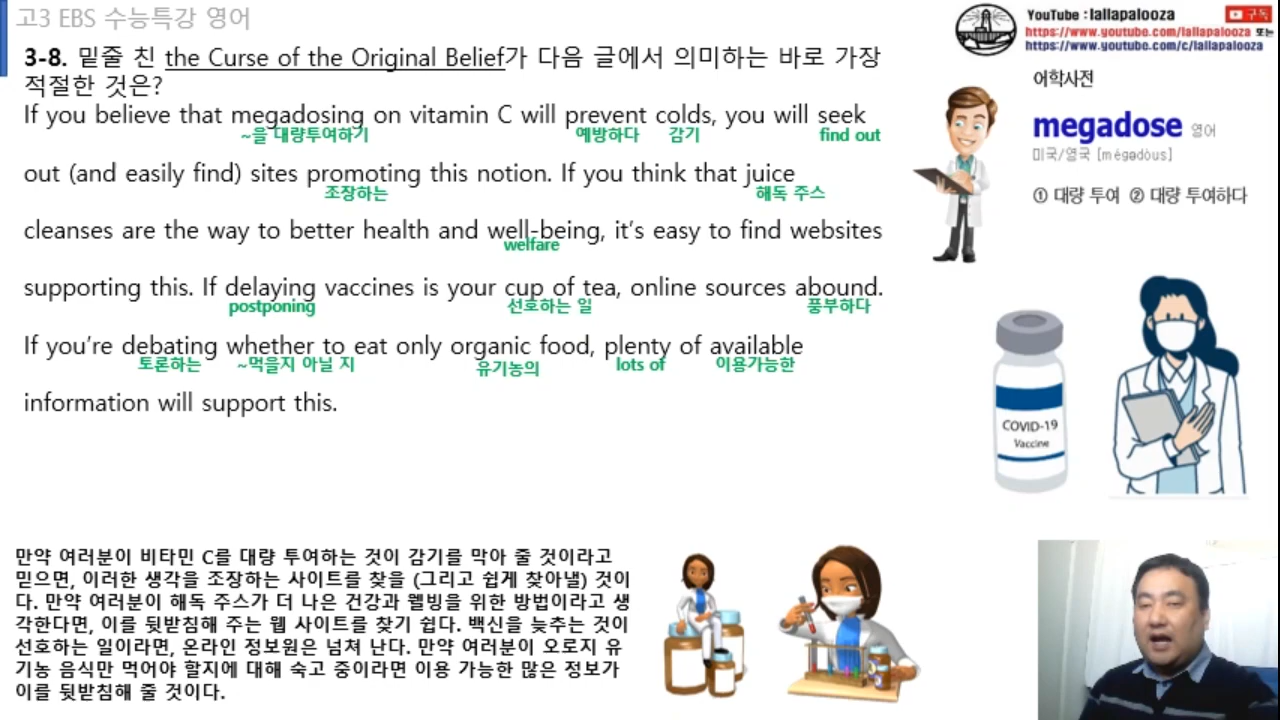 고3 EBS 수능특강 영어
3-8. 밑줄 친 the Curse of the Original Belief가 다음 글에서 의미하는 바로 가장
적절한 것은?
If you believe that megadosing on vitamin C will prevent colds, you will seek
~을 대량투여하기 예방하다 감기 find out
out (and easily find) sites promoting this notion. If you think that juice
조장하는 해독 주스
cleanses are the way to better health and well-being, it's easy to find websites
welfare
supporting this. If delaying vaccines is your cup of tea, online sources abound.
postponing 선호하는 일 풍부하다
If you're debating whether to eat only organic food, plenty of available
토론하는 ~먹을지 아닐 지 유기농의 lots of 이용가능한
information will support this.
만약 여러분이 비타민 C를 대량 투여하는 것이 감기를 막아 줄 것이라고
믿으면, 이러한 생각을 조장하는 사이트를 찾을 (그리고 쉽게 찾아낼) 것이
다. 만약 여러분이 해독 주스가 더 나은 건강과 웰빙을 위한 방법이라고 생
각한다면, 이를 뒷받침해 주는 웹 사이트를 찾기 쉽다. 백신을 늦추는 것이
선호하는 일이라면, 온라인 정보원은 넘쳐 난다. 만약 여러분이 오로지 유
기농 음식만 먹어야 할지에 대해 숙고 중이라면 이용 가능한 많은 정보가
이를 뒷받침해 줄 것이다.
YouTube : lallapalooza 구독
https://www.youtube.com/lallapalooza 또는
https://www.youtube.com/c/lallapalooza
어학사전
megadose 영어
미국/영국 [mégədòus]
① 대량 투여 ② 대량 투여하다
COVID-19
Vaccine